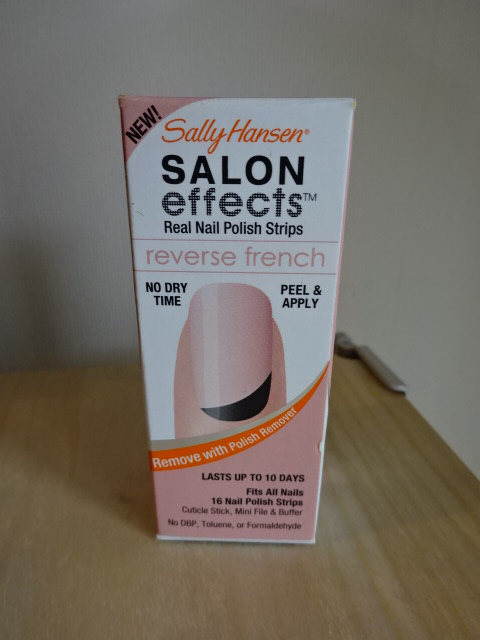 NEW!
Sally Hansen®
SALON
effects™
Real Nail Polish Strips
reverse french
NO DRY
TIME
PEEL &
APPLY
Remove with Polish Remover
LASTS UP TO 10 DAYS
Fits All Nails
16 Nail Polish Strips
Cuticle Stick, Mini File & Buffer
No DBP, Toluene, or Formaldehyde